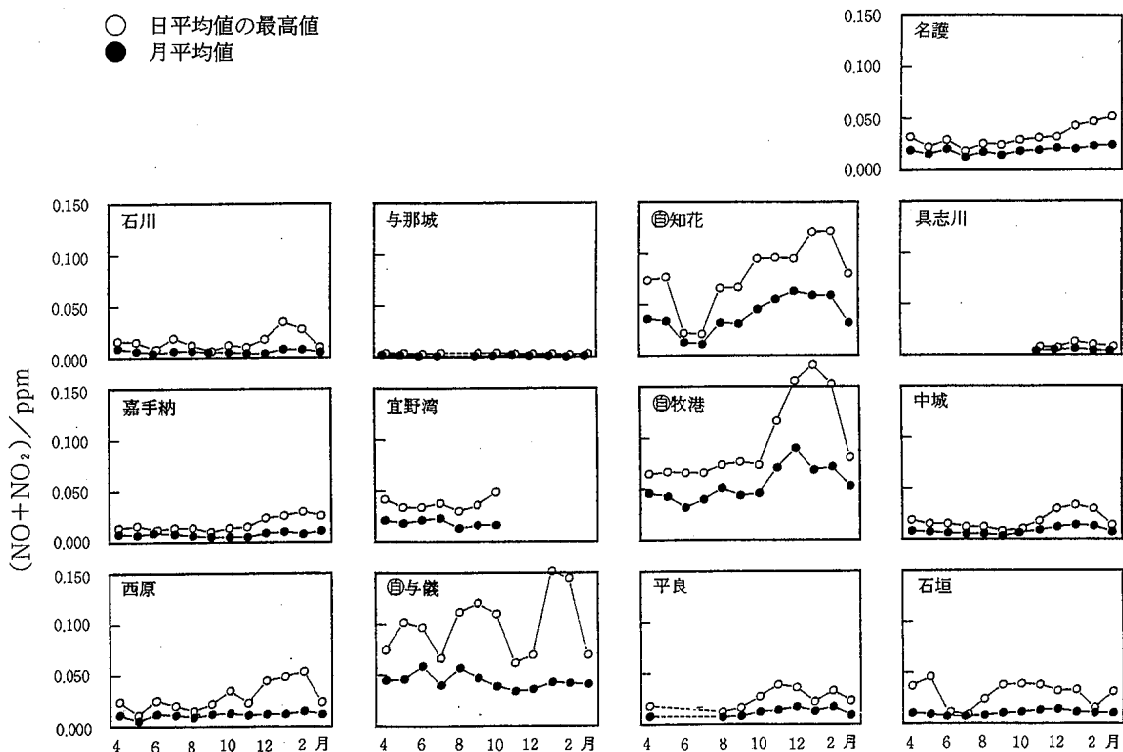 ○ 日平均値の最高値
● 月平均値
名護
0.150
0.100
0.050
0.000
(NO+NO₂)/ppm
0.150
0.100
0.050
0.000
石川
与那城
㊀知花
具志川
0.150
0.100
0.050
0.000
嘉手納
宜野湾
自牧港
中城
0.150
0.100
0.050
0.000
西原
自与儀
平良
石垣
4 6 8 10 12 2 月
4 6 8 10 12 2 月
4 6 8 10 12 2 月
4 6 8 10 12 2 月